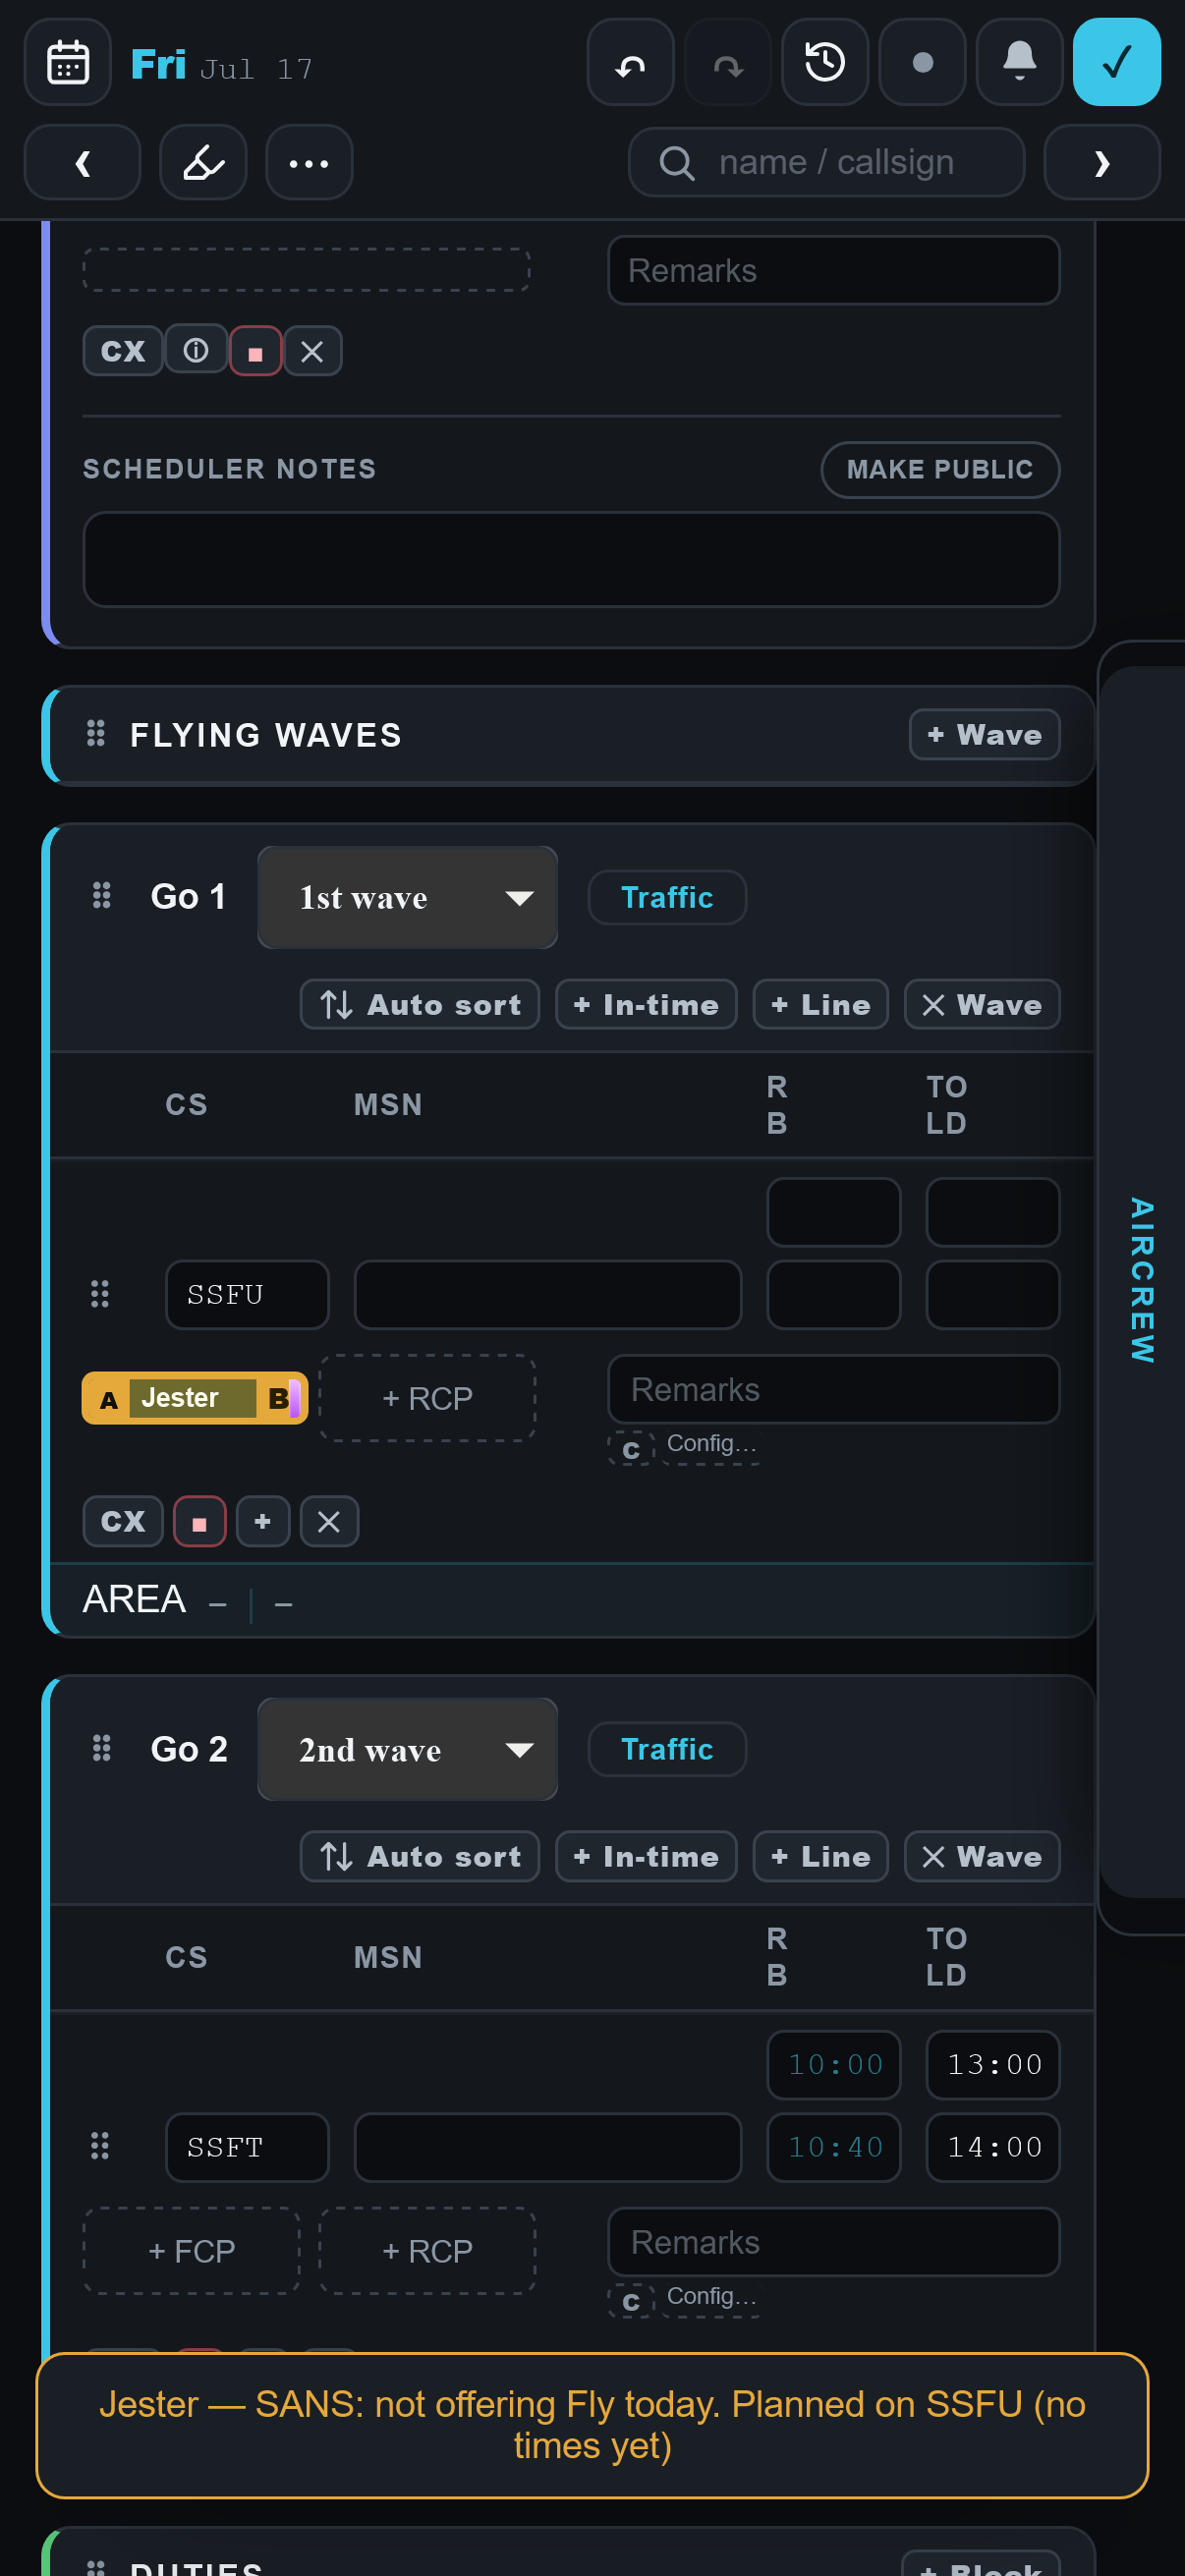 Fri Jul 17
name / callsign
Remarks
CX
SCHEDULER NOTES MAKE PUBLIC
FLYING WAVES + Wave
Go 1 1st wave Traffic
Auto sort + In-time + Line × Wave
CS MSN R TO
B LD
SSFU
A Jester B + RCP Remarks
C Config...
CX + ×
AREA – | –
Go 2 2nd wave Traffic
Auto sort + In-time + Line × Wave
CS MSN R TO
B LD
10:00 13:00
SSFT 10:40 14:00
+ FCP + RCP Remarks
C Config...
Jester — SANS: not offering Fly today. Planned on SSFU (no
times yet)
DUTIES + Block
AIRCREW